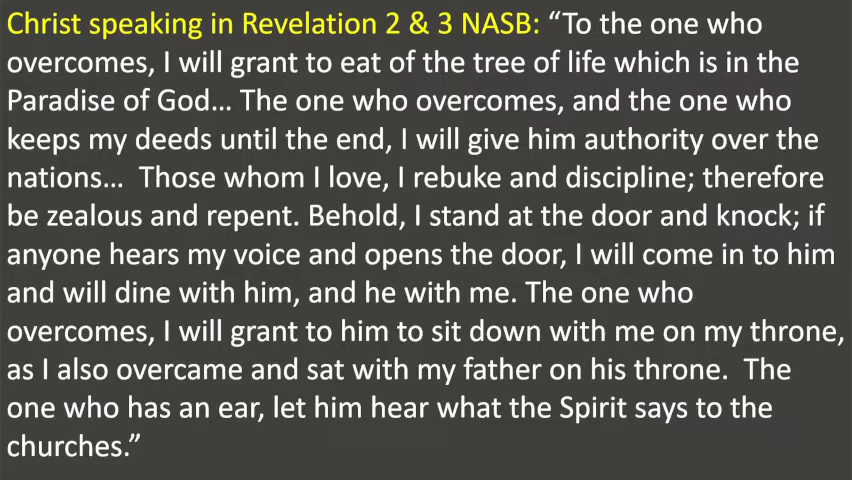 Christ speaking in Revelation 2 & 3 NASB: “To the one who
overcomes, I will grant to eat of the tree of life which is in the
Paradise of God… The one who overcomes, and the one who
keeps my deeds until the end, I will give him authority over the
nations…  Those whom I love, I rebuke and discipline; therefore
be zealous and repent. Behold, I stand at the door and knock; if
anyone hears my voice and opens the door, I will come in to him
and will dine with him, and he with me. The one who
overcomes, I will grant to him to sit down with me on my throne,
as I also overcame and sat with my father on his throne.  The
one who has an ear, let him hear what the Spirit says to the
churches.”